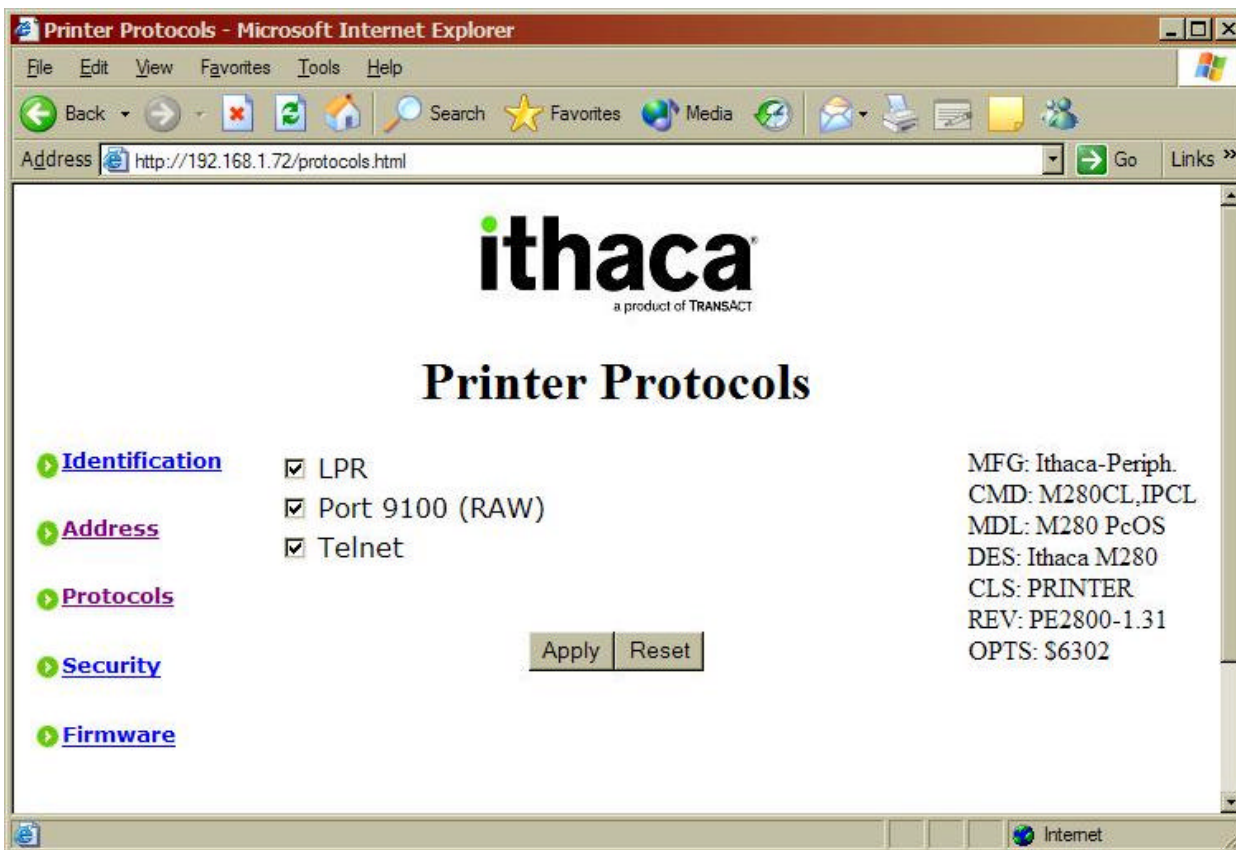 Printer Protocols - Microsoft Internet Explorer
File Edit View Favorites Tools Help
Back Search Favorites Media
Address http://192.168.1.72/protocols.html Go Links »
ithaca®
a product of TRANSACT
Printer Protocols
Identification
Address
Protocols
Security
Firmware
LPR
Port 9100 (RAW)
Telnet
Apply Reset
MFG: Ithaca-Periph.
CMD: M280CL,IPCL
MDL: M280 PcOS
DES: Ithaca M280
CLS: PRINTER
REV: PE2800-1.31
OPTS: $6302
Internet